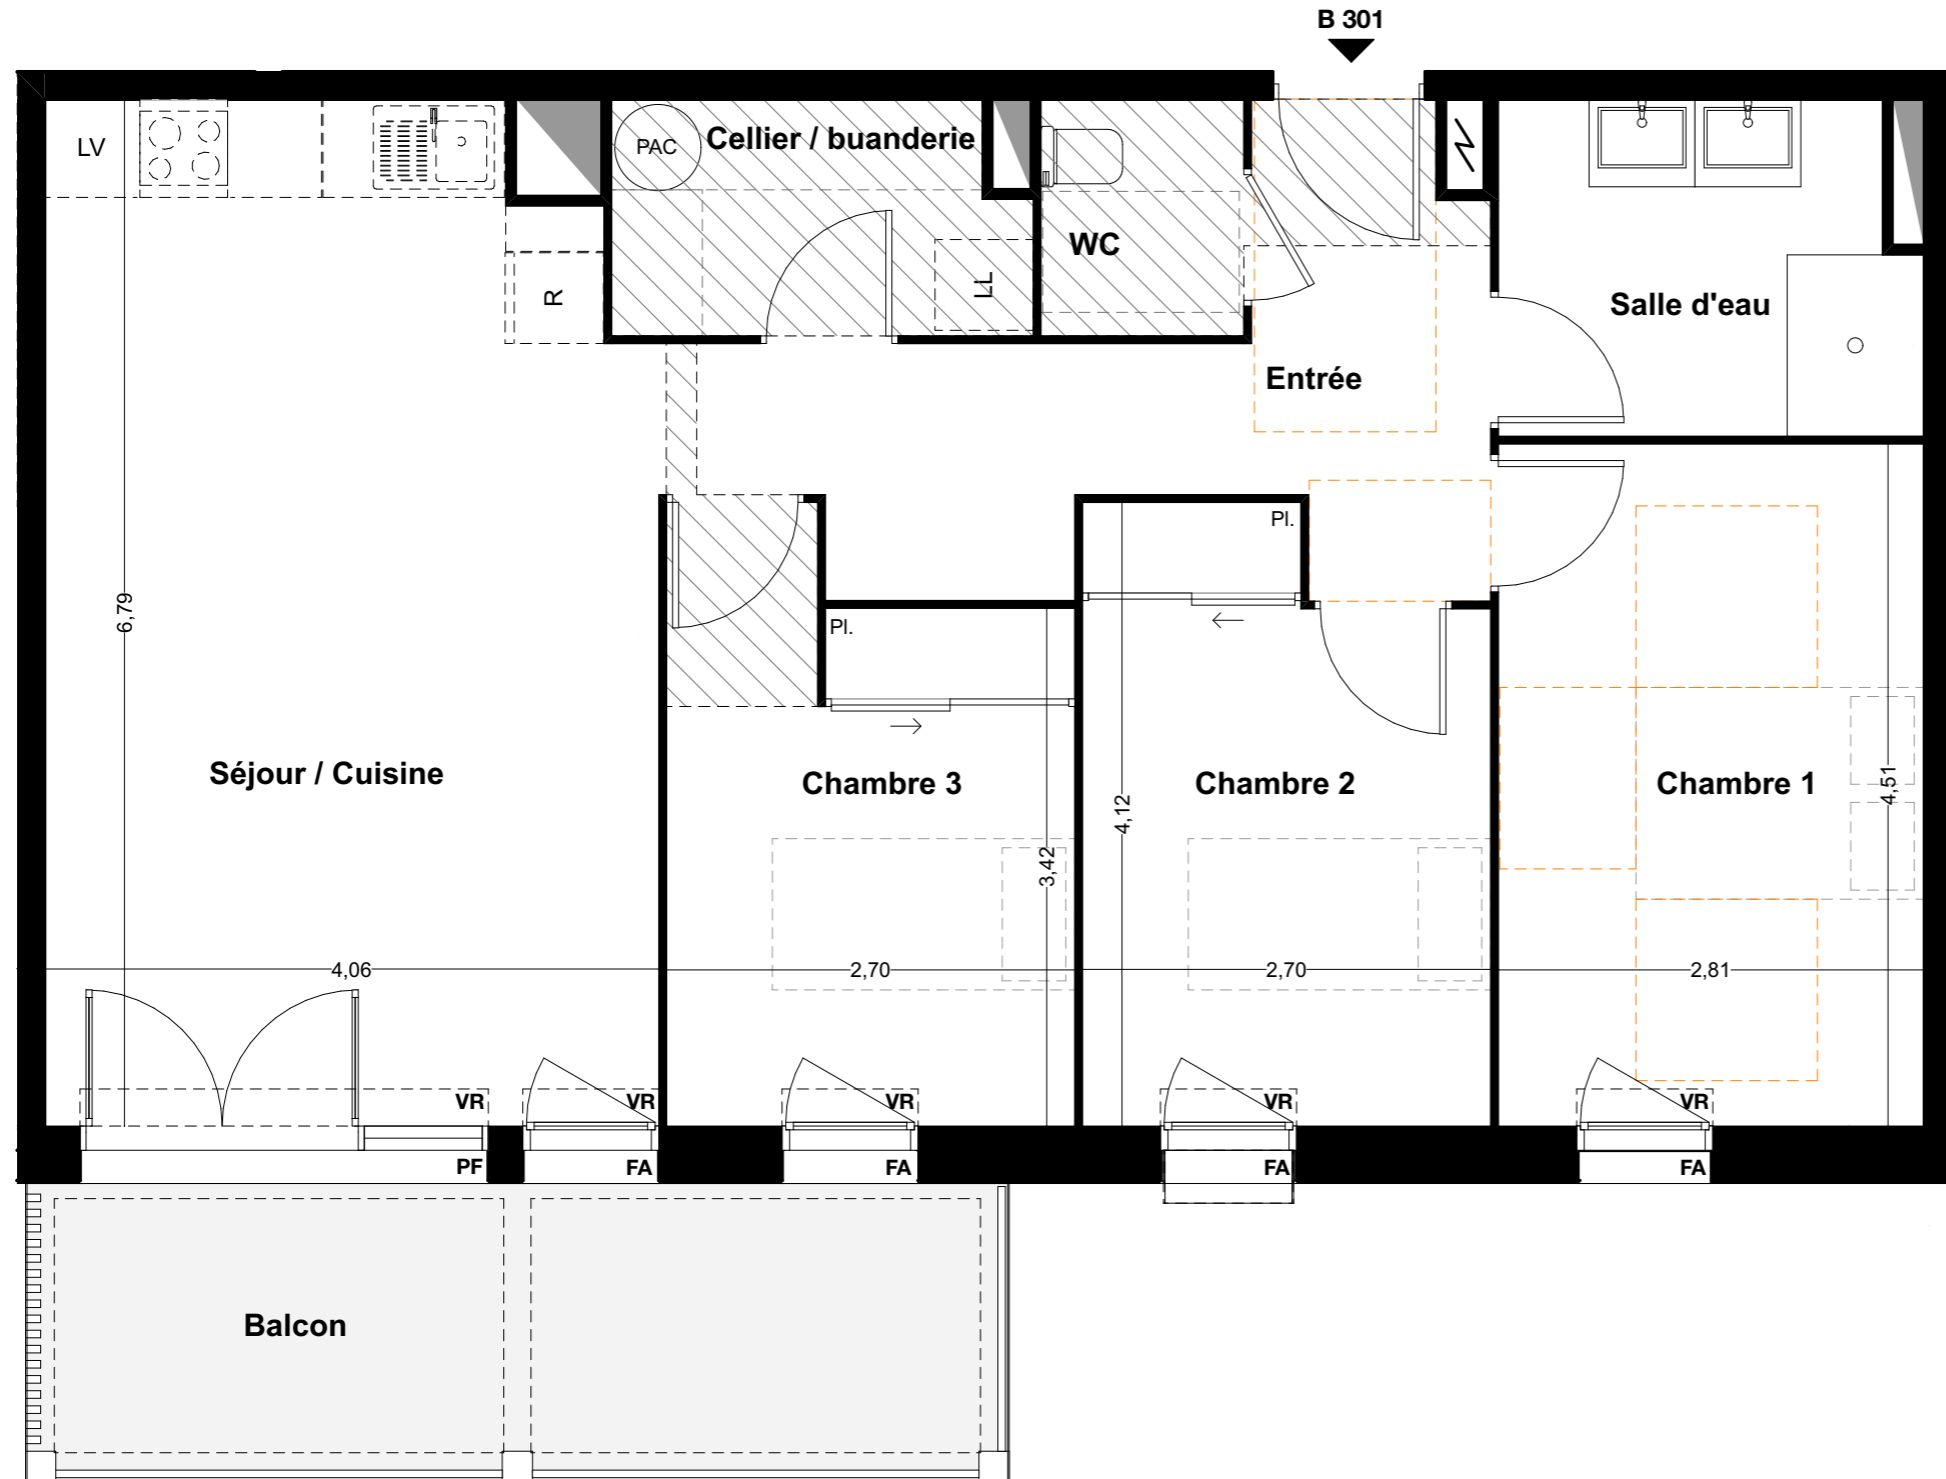 B 301
LV
PAC
Cellier / buanderie
WC
R
LL
Salle d'eau
Entrée
Pl.
Pl.
6,79
Séjour / Cuisine
Chambre 3
Chambre 2
Chambre 1
4,12
4,51
3,42
4,06
2,70
2,70
2,81
VR
VR
VR
VR
VR
PF
FA
FA
FA
FA
Balcon